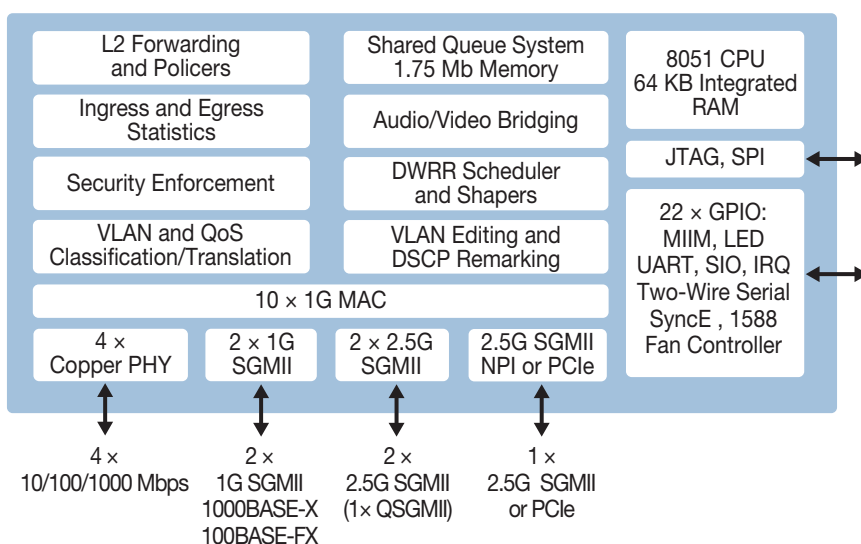 L2 Forwarding
and Policers
Shared Queue System
1.75 Mb Memory
8051 CPU
64 KB Integrated
RAM
Ingress and Egress
Statistics
Audio/Video Bridging
JTAG, SPI
Security Enforcement
DWRR Scheduler
and Shapers
22 × GPIO:
MIIM, LED
UART, SIO, IRQ
Two-Wire Serial
SyncE , 1588
Fan Controller
VLAN and QoS
Classification/Translation
VLAN Editing and
DSCP Remarking
10 × 1G MAC
4 ×
Copper PHY
2 × 1G
SGMII
2 × 2.5G
SGMII
2.5G SGMII
NPI or PCIe
4 ×
10/100/1000 Mbps
2 ×
1G SGMII
1000BASE-X
100BASE-FX
2 ×
2.5G SGMII
(1× QSGMII)
1 ×
2.5G SGMII
or PCIe